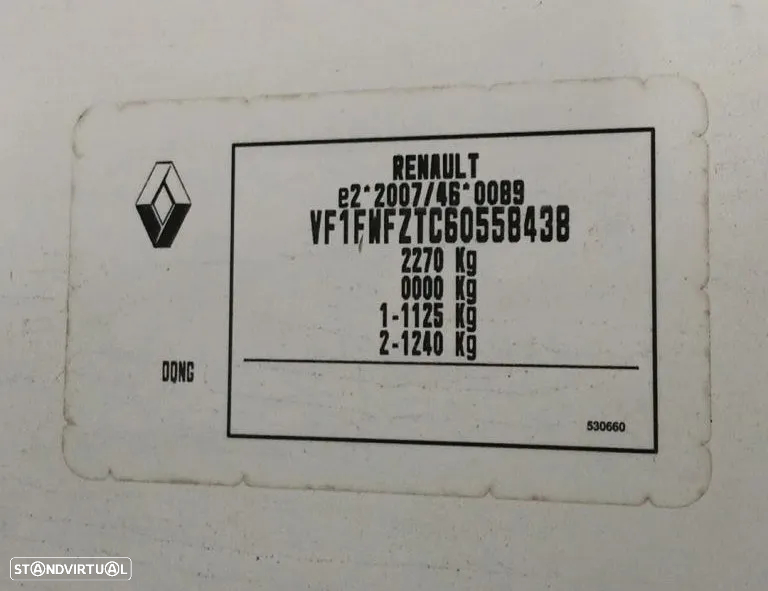 RENAULT
e2*2007/46*0089
VF1FWFZTC60558438
2270 Kg
0000 Kg
1-1125 Kg
2-1240 Kg
DQNG
530660
STANDVIRTUAL